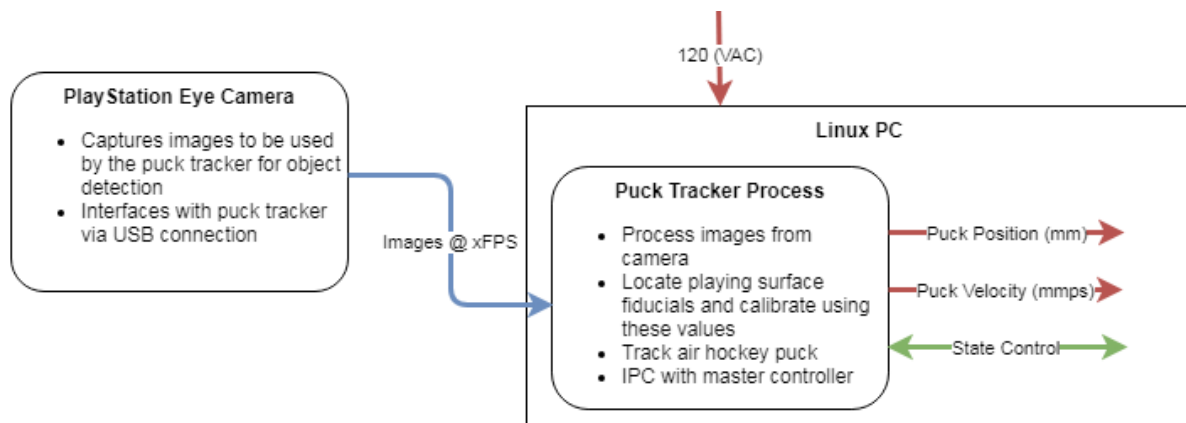 120 (VAC)
PlayStation Eye Camera
• Captures images to be used
by the puck tracker for object
detection
• Interfaces with puck tracker
via USB connection
Images @ xFPS
Linux PC
Puck Tracker Process
• Process images from
camera
• Locate playing surface
fiducials and calibrate using
these values
• Track air hockey puck
• IPC with master controller
Puck Position (mm)
Puck Velocity (mmps)
State Control